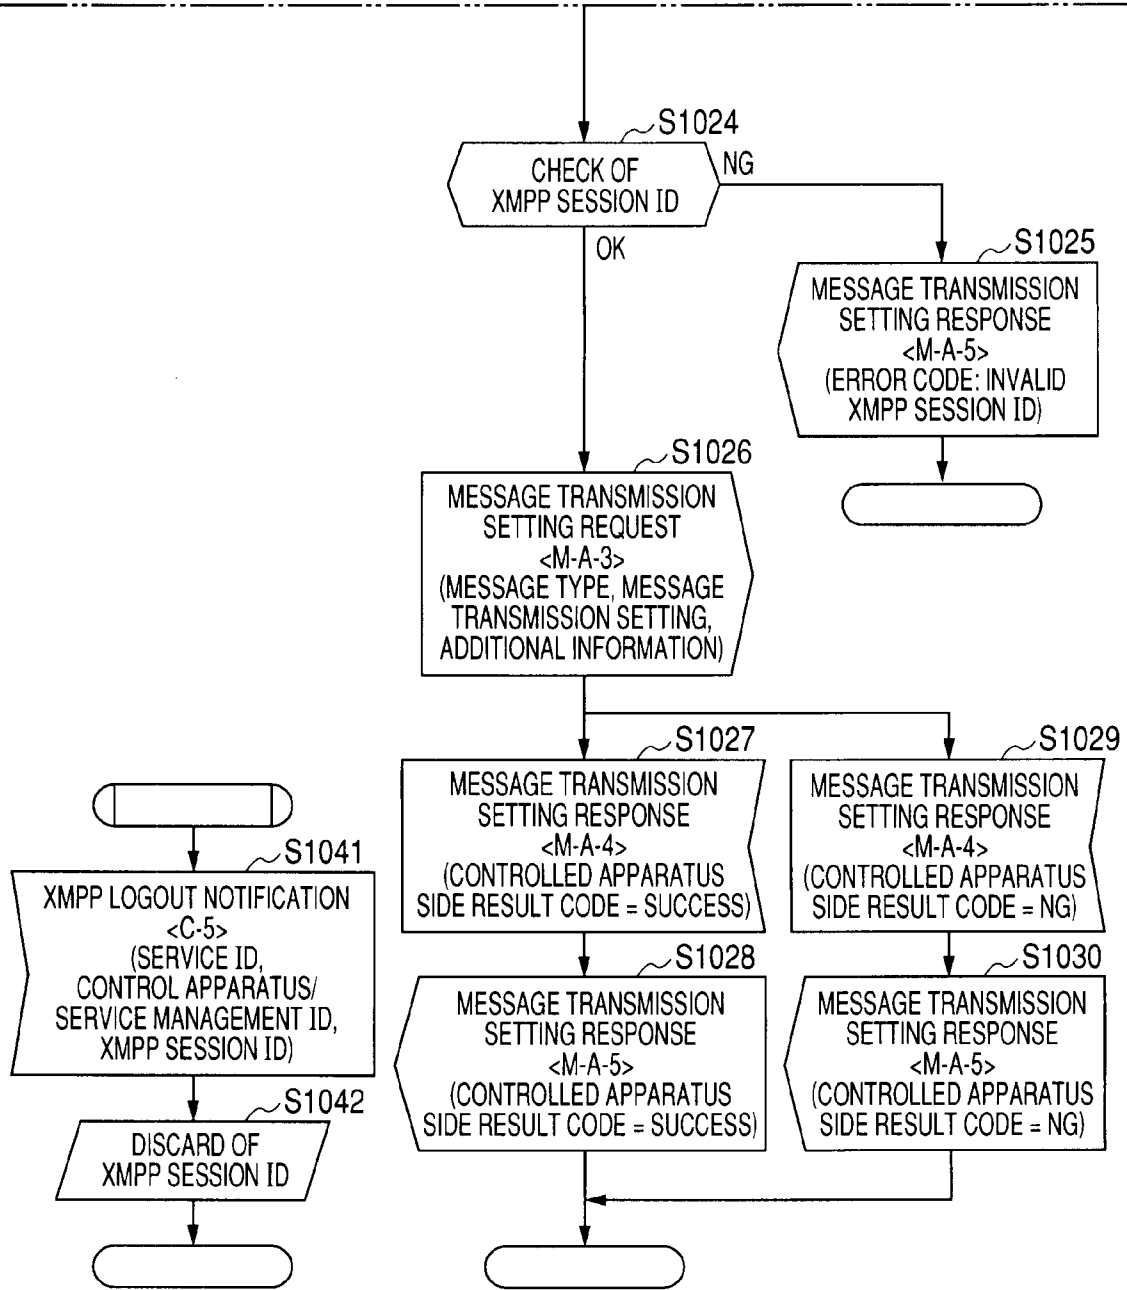 S1024
CHECK OF
XMPP SESSION ID
NG
OK
S1025
MESSAGE TRANSMISSION
SETTING RESPONSE
<M-A-5>
(ERROR CODE: INVALID
XMPP SESSION ID)
S1026
MESSAGE TRANSMISSION
SETTING REQUEST
<M-A-3>
(MESSAGE TYPE, MESSAGE
TRANSMISSION SETTING,
ADDITIONAL INFORMATION)
S1027
MESSAGE TRANSMISSION
SETTING RESPONSE
<M-A-4>
(CONTROLLED APPARATUS
SIDE RESULT CODE = SUCCESS)
S1029
MESSAGE TRANSMISSION
SETTING RESPONSE
<M-A-4>
(CONTROLLED APPARATUS
SIDE RESULT CODE = NG)
S1028
MESSAGE TRANSMISSION
SETTING RESPONSE
<M-A-5>
(CONTROLLED APPARATUS
SIDE RESULT CODE = SUCCESS)
S1030
MESSAGE TRANSMISSION
SETTING RESPONSE
<M-A-5>
(CONTROLLED APPARATUS
SIDE RESULT CODE = NG)
S1041
XMPP LOGOUT NOTIFICATION
<C-5>
(SERVICE ID,
CONTROL APPARATUS/
SERVICE MANAGEMENT ID,
XMPP SESSION ID)
S1042
DISCARD OF
XMPP SESSION ID